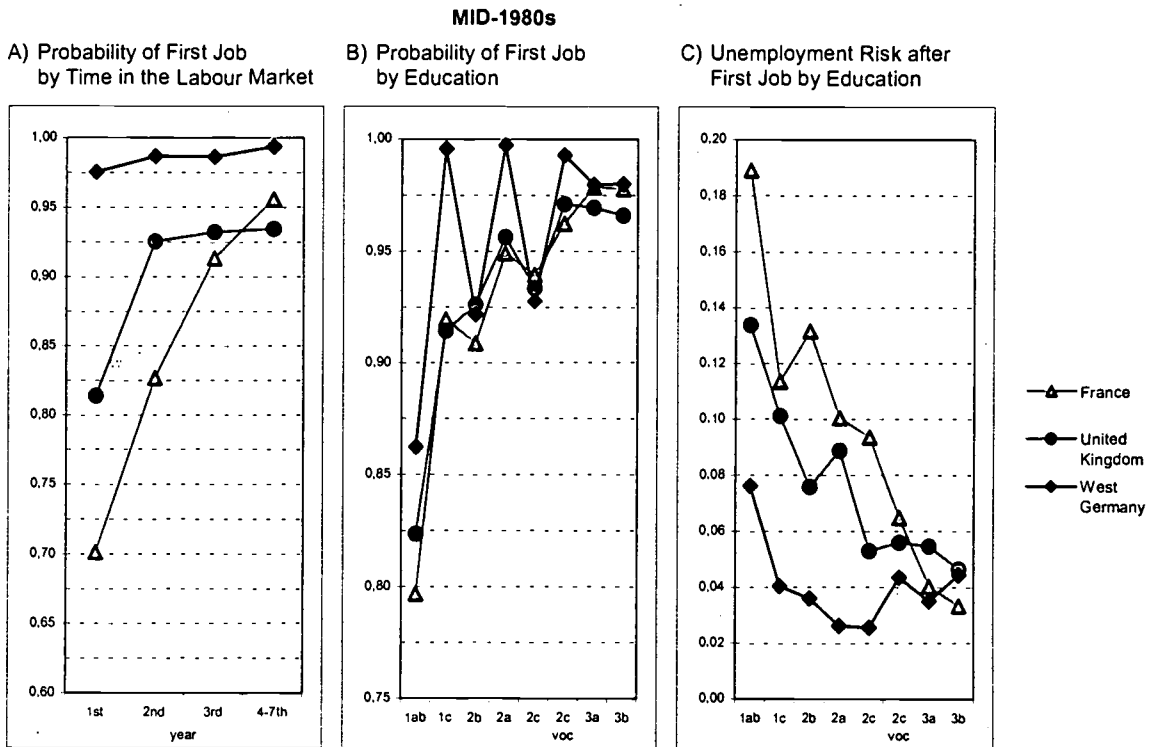 MID-1980s
A) Probability of First Job
by Time in the Labour Market
B) Probability of First Job
by Education
C) Unemployment Risk after
First Job by Education
1.00
0.95
0.90
0.85
0.80
0.75
0.70
0.65
0.60
1st 2nd 3rd 4-7th
year
1.00
0.95
0.90
0.85
0.80
0.75
1ab 1c 2b 2a 2c 2c 3a 3b
voc
0.20
0.18
0.16
0.14
0.12
0.10
0.08
0.06
0.04
0.02
0.00
1ab 1c 2b 2a 2c 2c 3a 3b
voc
France
United
Kingdom
West
Germany